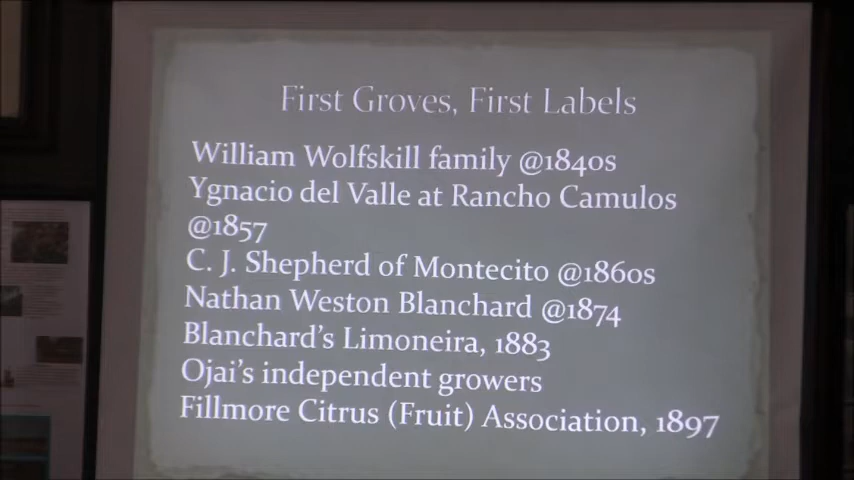 First Groves, First Labels
William Wolfskill family @1840s
Ygnacio del Valle at Rancho Camulos
@1857
C. J. Shepherd of Montecito @1860s
Nathan Weston Blanchard @1874
Blanchard's Limoneira, 1883
Ojai's independent growers
Fillmore Citrus (Fruit) Association, 1897